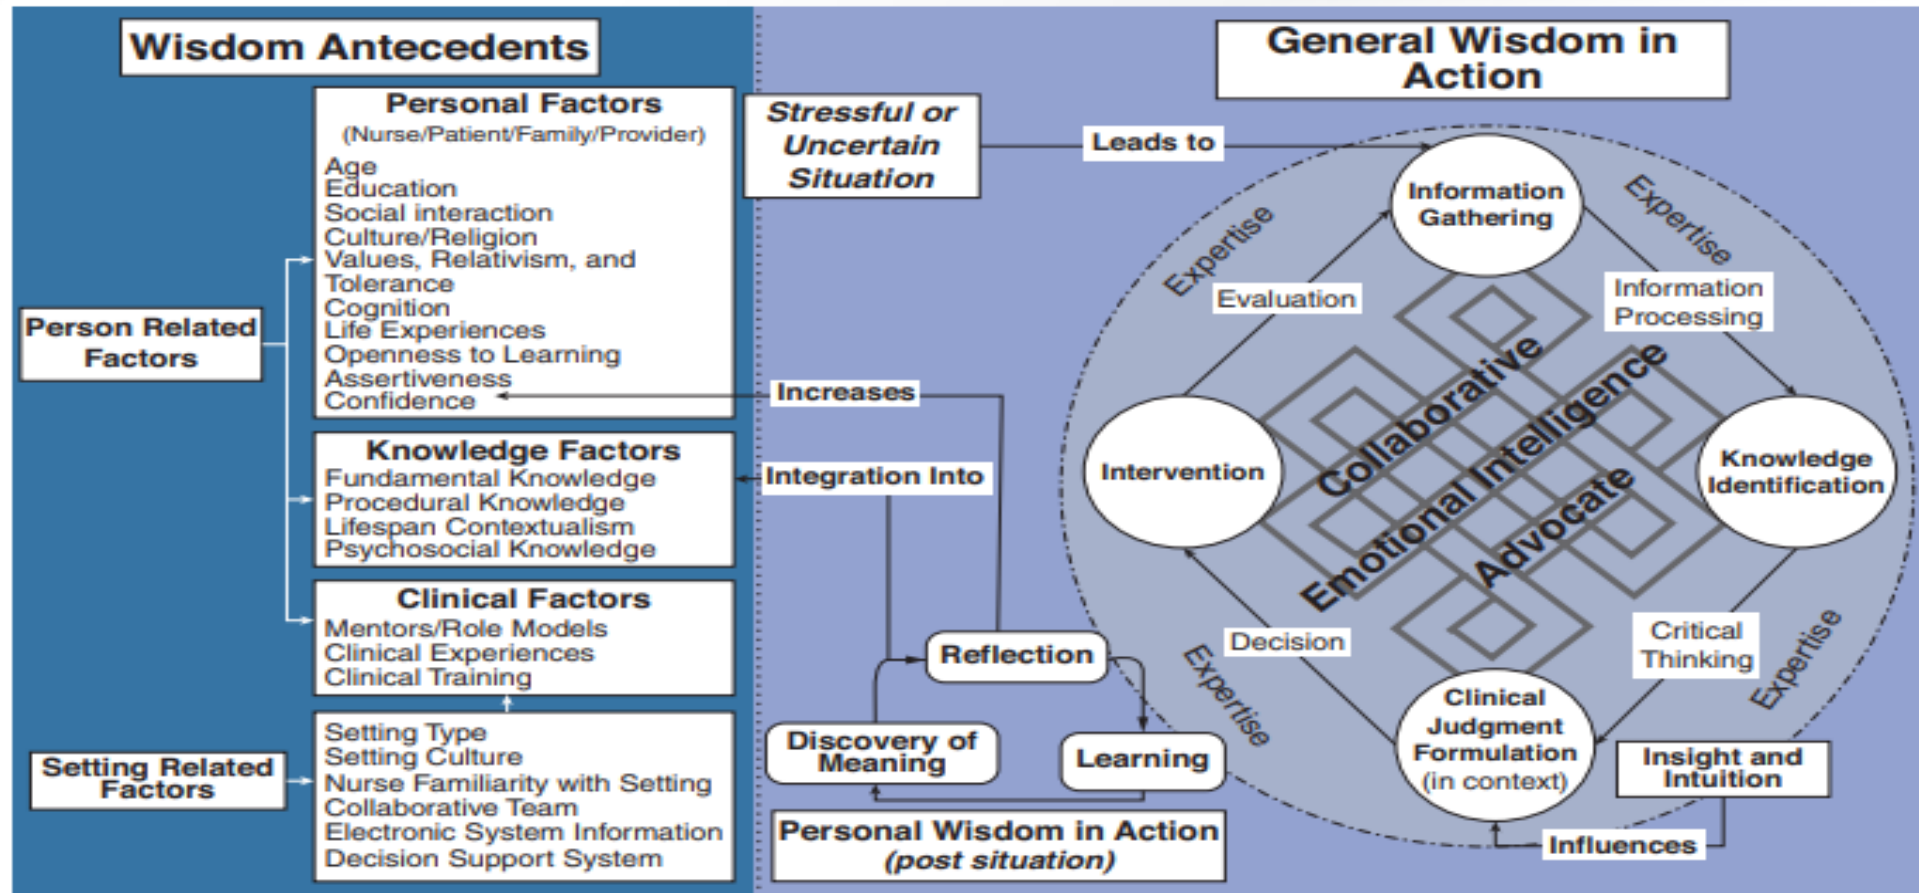 Wisdom Antecedents
Personal Factors
(Nurse/Patient/Family/Provider)
Age
Education
Social interaction
Culture/Religion
Values, Relativism, and
Tolerance
Cognition
Life Experiences
Openness to Learning
Assertiveness
Confidence
Person Related
Factors
Knowledge Factors
Fundamental Knowledge
Procedural Knowledge
Lifespan Contextualism
Psychosocial Knowledge
Clinical Factors
Mentors/Role Models
Clinical Experiences
Clinical Training
Setting Related
Factors
Setting Type
Setting Culture
Nurse Familiarity with Setting
Collaborative Team
Electronic System Information
Decision Support System
General Wisdom in
Action
Stressful or
Uncertain
Situation
Leads to
Information
Gathering
Expertise
Expertise
Evaluation
Information
Processing
Increases
Integration Into
Intervention
Collaborative
Emotional Intelligence
Advocate
Knowledge
Identification
Decision
Critical
Thinking
Expertise
Expertise
Clinical
Judgment
Formulation
(in context)
Insight and
Intuition
Influences
Reflection
Discovery of
Meaning
Learning
Personal Wisdom in Action
(post situation)